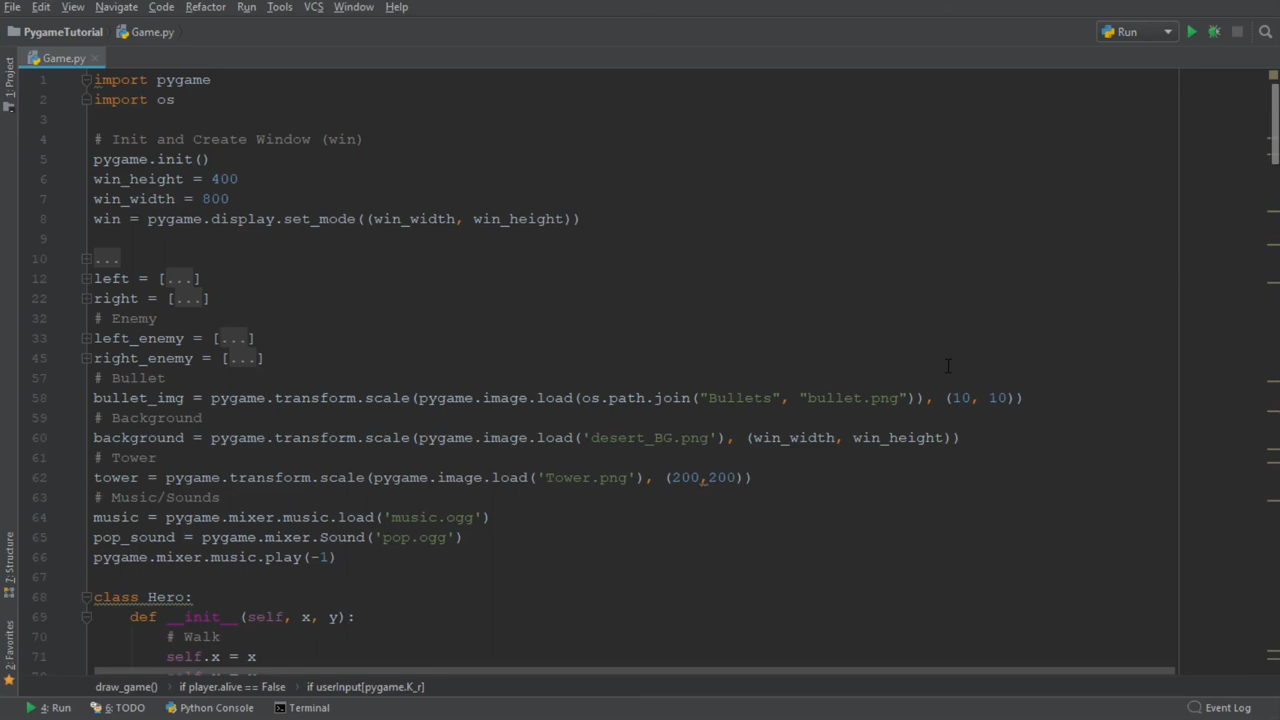 File Edit View Navigate Code Refactor Run Tools VCS Window Help
PygameTutorial Game.py Run
Game.py
1: Project
7: Structure
2: Favorites
1 import pygame
2 import os
3
4 # Init and Create Window (win)
5 pygame.init()
6 win_height = 400
7 win_width = 800
8 win = pygame.display.set_mode((win_width, win_height))
9
10 ...
12 left = [...]
22 right = [...]
32 # Enemy
33 left_enemy = [...]
45 right_enemy = [...]
57 # Bullet
58 bullet_img = pygame.transform.scale(pygame.image.load(os.path.join("Bullets", "bullet.png")), (10, 10))
59 # Background
60 background = pygame.transform.scale(pygame.image.load('desert_BG.png'), (win_width, win_height))
61 # Tower
62 tower = pygame.transform.scale(pygame.image.load('Tower.png'), (200,200))
63 # Music/Sounds
64 music = pygame.mixer.music.load('music.ogg')
65 pop_sound = pygame.mixer.Sound('pop.ogg')
66 pygame.mixer.music.play(-1)
67
68 class Hero:
69 def __init__(self, x, y):
70 # Walk
71 self.x = x
draw_game() if player.alive == False if userInput[pygame.K_r]
4: Run 6: TODO Python Console Terminal Event Log